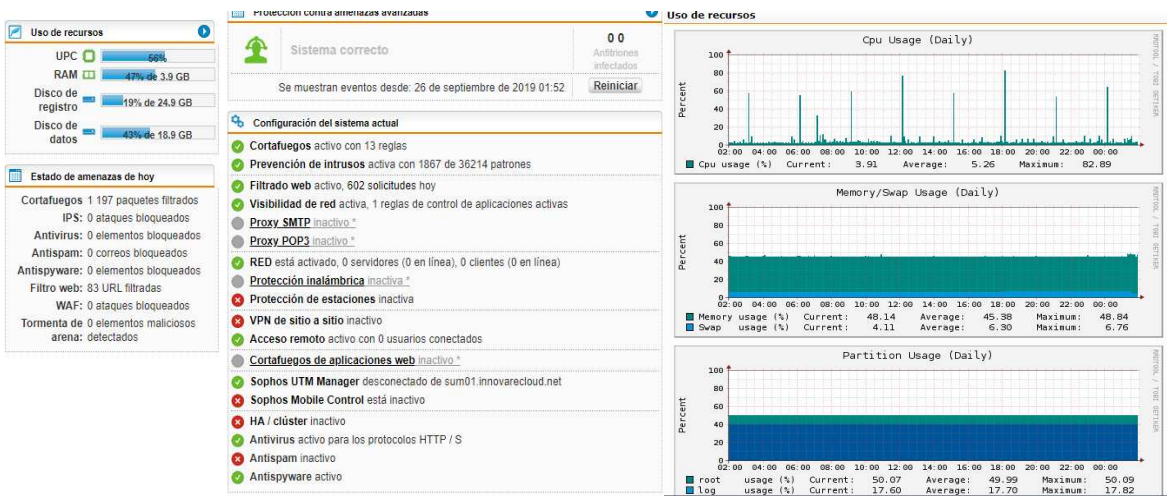 Uso de recursos
UPC 56%
RAM 47% de 3.9 GB
Disco de registro 19% de 24.9 GB
Disco de datos 43% de 18.9 GB
Estado de amenazas de hoy
Cortafuegos 1 197 paquetes filtrados
IPS: 0 ataques bloqueados
Antivirus: 0 elementos bloqueados
Antispam: 0 correos bloqueados
Antispyware: 0 elementos bloqueados
Filtro web: 83 URL filtradas
WAF: 0 ataques bloqueados
Tormenta de 0 elementos maliciosos
arena: detectados
Protección contra amenazas avanzadas
Sistema correcto
0 0
Anfitriones
infectados
Se muestran eventos desde: 26 de septiembre de 2019 01:52
Reiniciar
Configuración del sistema actual
Cortafuegos activo con 13 reglas
Prevención de intrusos activa con 1867 de 36214 patrones
Filtrado web activo, 602 solicitudes hoy
Visibilidad de red activa, 1 reglas de control de aplicaciones activas
Proxy SMTP inactivo *
Proxy POP3 inactivo *
RED está activado, 0 servidores (0 en línea), 0 clientes (0 en línea)
Protección inalámbrica inactiva *
Protección de estaciones inactiva
VPN de sitio a sitio inactivo
Acceso remoto activo con 0 usuarios conectados
Cortafuegos de aplicaciones web inactivo *
Sophos UTM Manager desconectado de sum01.innovarecloud.net
Sophos Mobile Control está inactivo
HA / clúster inactivo
Antivirus activo para los protocolos HTTP / S
Antispam inactivo
Antispyware activo
Uso de recursos
Cpu Usage (Daily)
RRDTOOL / TOBI OETIKER
Percent
100
80
60
40
20
0
02:00 04:00 06:00 08:00 10:00 12:00 14:00 16:00 18:00 20:00 22:00 00:00
Cpu usage (%) Current: 3.91 Average: 5.26 Maximum: 82.89
Memory/Swap Usage (Daily)
RRDTOOL / TOBI OETIKER
Percent
100
80
60
40
20
0
02:00 04:00 06:00 08:00 10:00 12:00 14:00 16:00 18:00 20:00 22:00 00:00
Memory usage (%) Current: 48.14 Average: 45.38 Maximum: 48.84
Swap usage (%) Current: 4.11 Average: 6.30 Maximum: 6.76
Partition Usage (Daily)
RRDTOOL / TOBI OETIKER
Percent
100
80
60
40
20
0
02:00 04:00 06:00 08:00 10:00 12:00 14:00 16:00 18:00 20:00 22:00 00:00
root usage (%) Current: 50.07 Average: 49.99 Maximum: 50.09
log usage (%) Current: 17.60 Average: 17.70 Maximum: 17.82